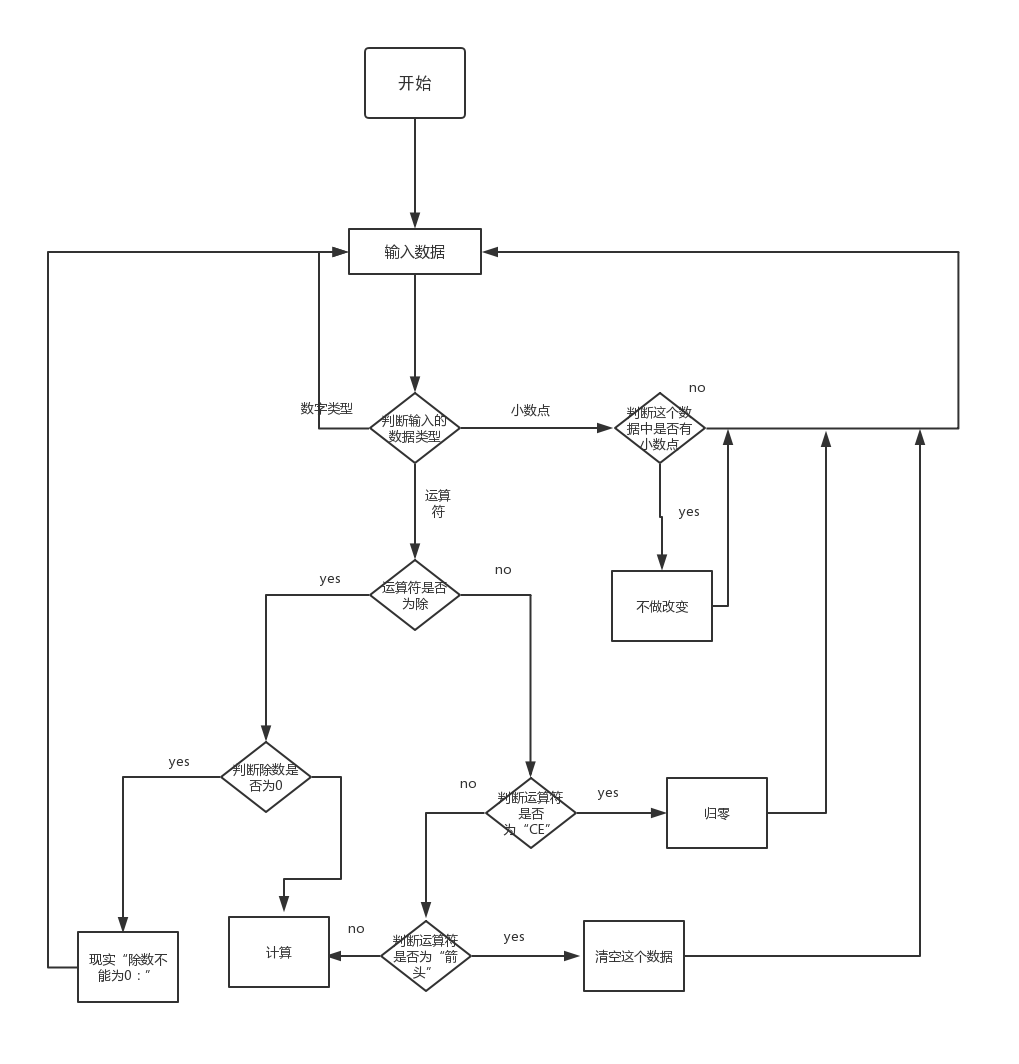 开始
输入数据
no
数字类型
小数点
判断输入的
数据类型
判断这个数
据中是否有
小数点
运算
符
yes
no
yes
运算符是否
为除
不做改变
yes
判断除数是
否为0
no
yes
判断运算符
是否
为“CE”
归零
no
yes
判断运算符
是否为“箭
头”
计算
清空这个数据
现实“除数不
能为0：”